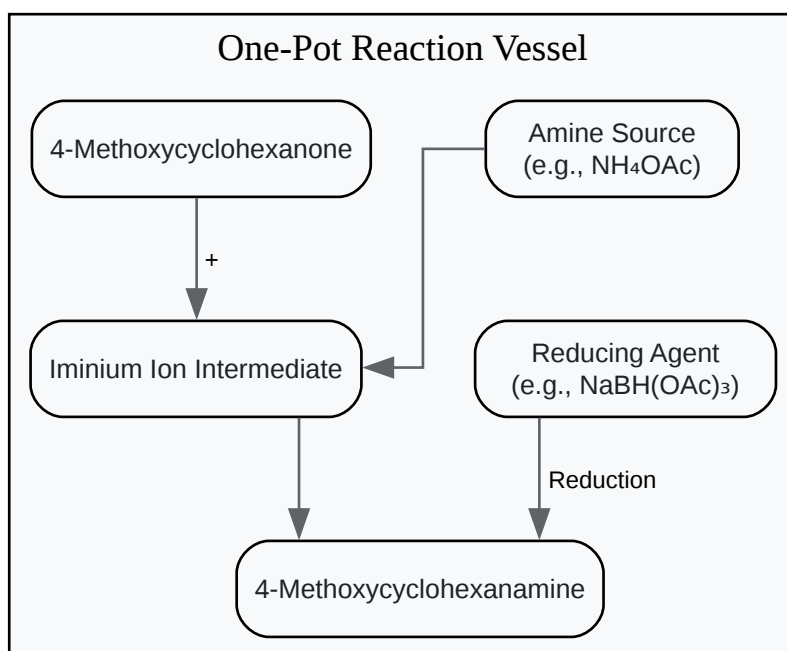 One-Pot Reaction Vessel
4-Methoxycyclohexanone
Amine Source
(e.g., NH₄OAc)
+
Iminium Ion Intermediate
Reducing Agent
(e.g., NaBH(OAc)₃)
Reduction
4-Methoxycyclohexanamine